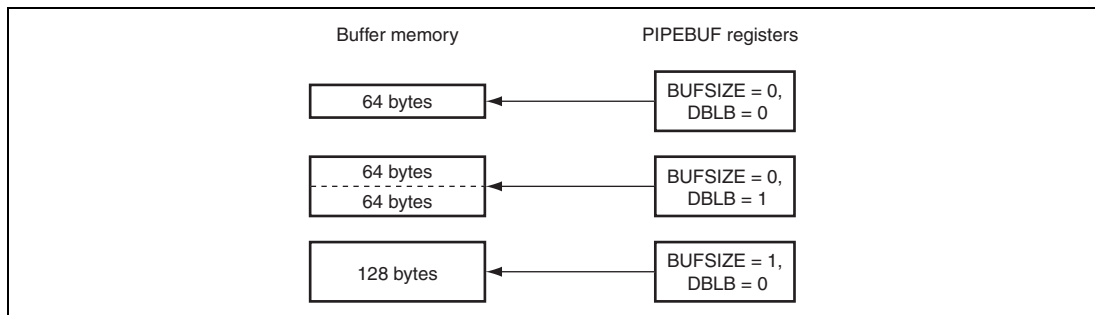 Buffer memory
PIPEBUF registers
64 bytes
BUFSIZE = 0,
DBLB = 0
64 bytes
64 bytes
BUFSIZE = 0,
DBLB = 1
128 bytes
BUFSIZE = 1,
DBLB = 0